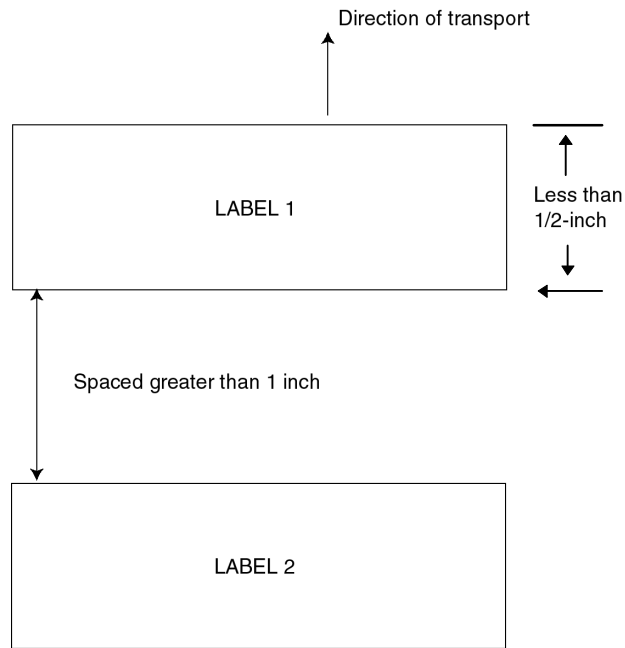 Direction of transport
LABEL 1
Less than
1/2-inch
Spaced greater than 1 inch
LABEL 2